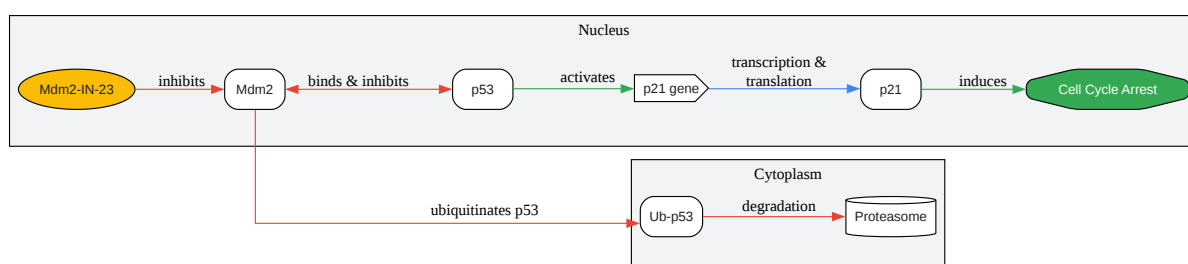 Nucleus
Mdm2-IN-23
inhibits
Mdm2
binds & inhibits
p53
activates
p21 gene
transcription &
translation
p21
induces
Cell Cycle Arrest
Cytoplasm
ubiquitinates p53
Ub-p53
degradation
Proteasome